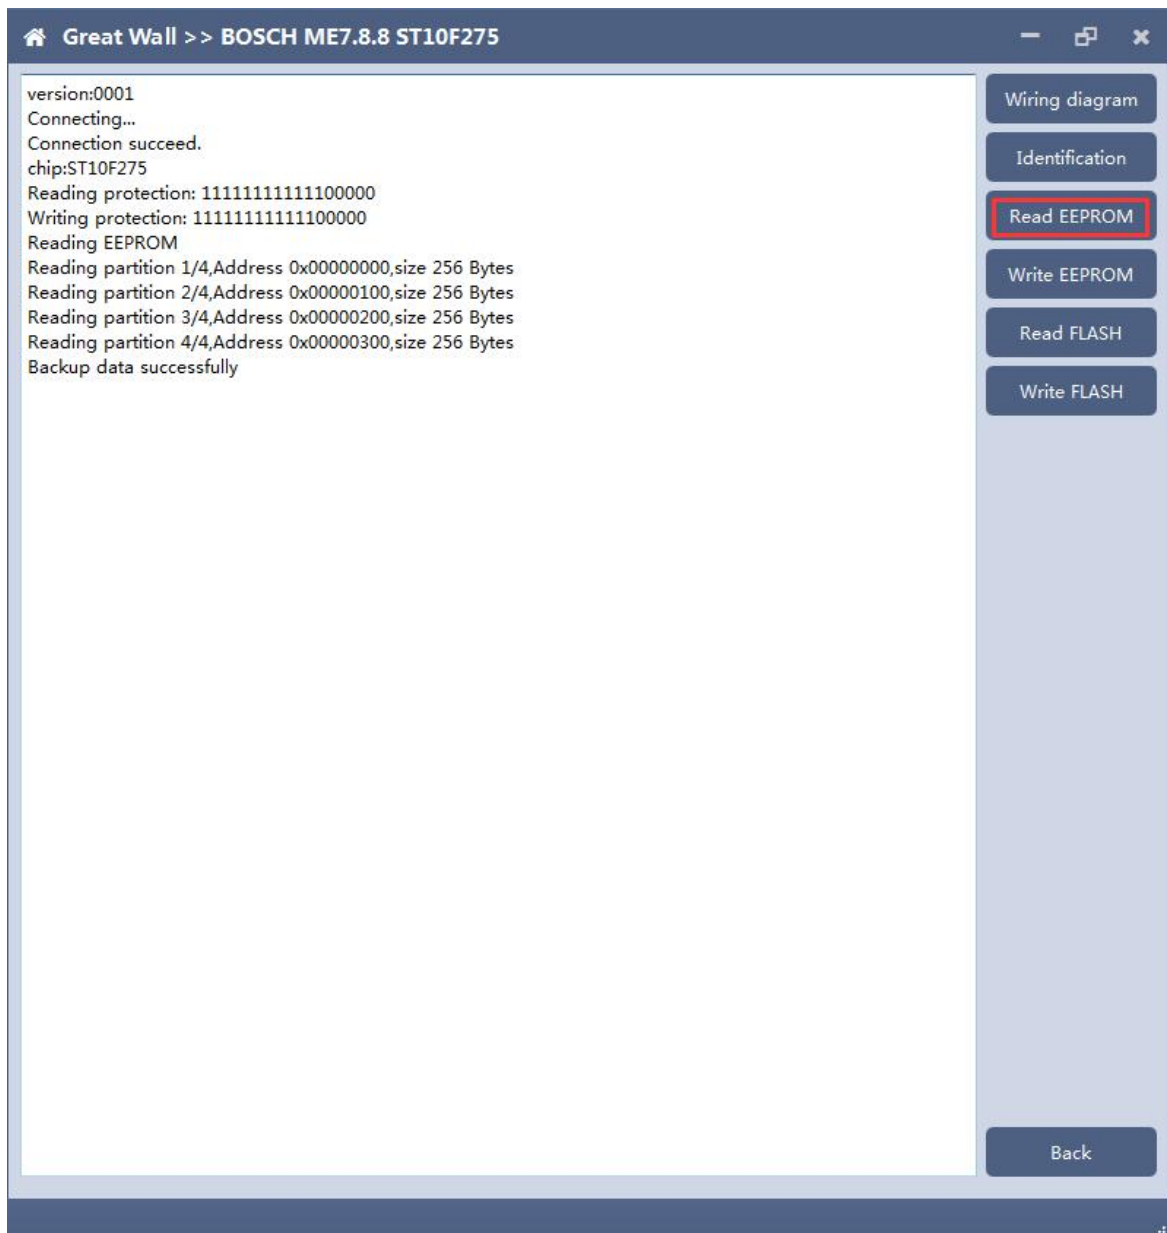 Great Wall >> BOSCH ME7.8.8 ST10F275
version:0001
Connecting...
Connection succeed.
chip:ST10F275
Reading protection: 11111111111100000
Writing protection: 11111111111100000
Reading EEPROM
Reading partition 1/4,Address 0x00000000,size 256 Bytes
Reading partition 2/4,Address 0x00000100,size 256 Bytes
Reading partition 3/4,Address 0x00000200,size 256 Bytes
Reading partition 4/4,Address 0x00000300,size 256 Bytes
Backup data successfully
Wiring diagram
Identification
Read EEPROM
Write EEPROM
Read FLASH
Write FLASH
Back